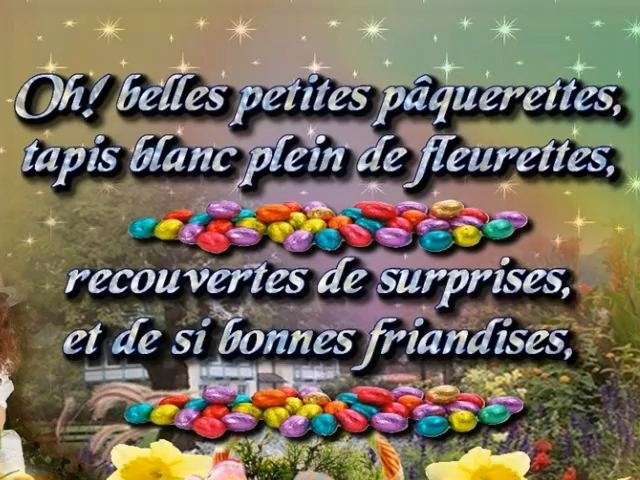 Oh! belles petites pâquerettes,
tapis blanc plein de fleurettes,
recouvertes de surprises,
et de si bonnes friandises,